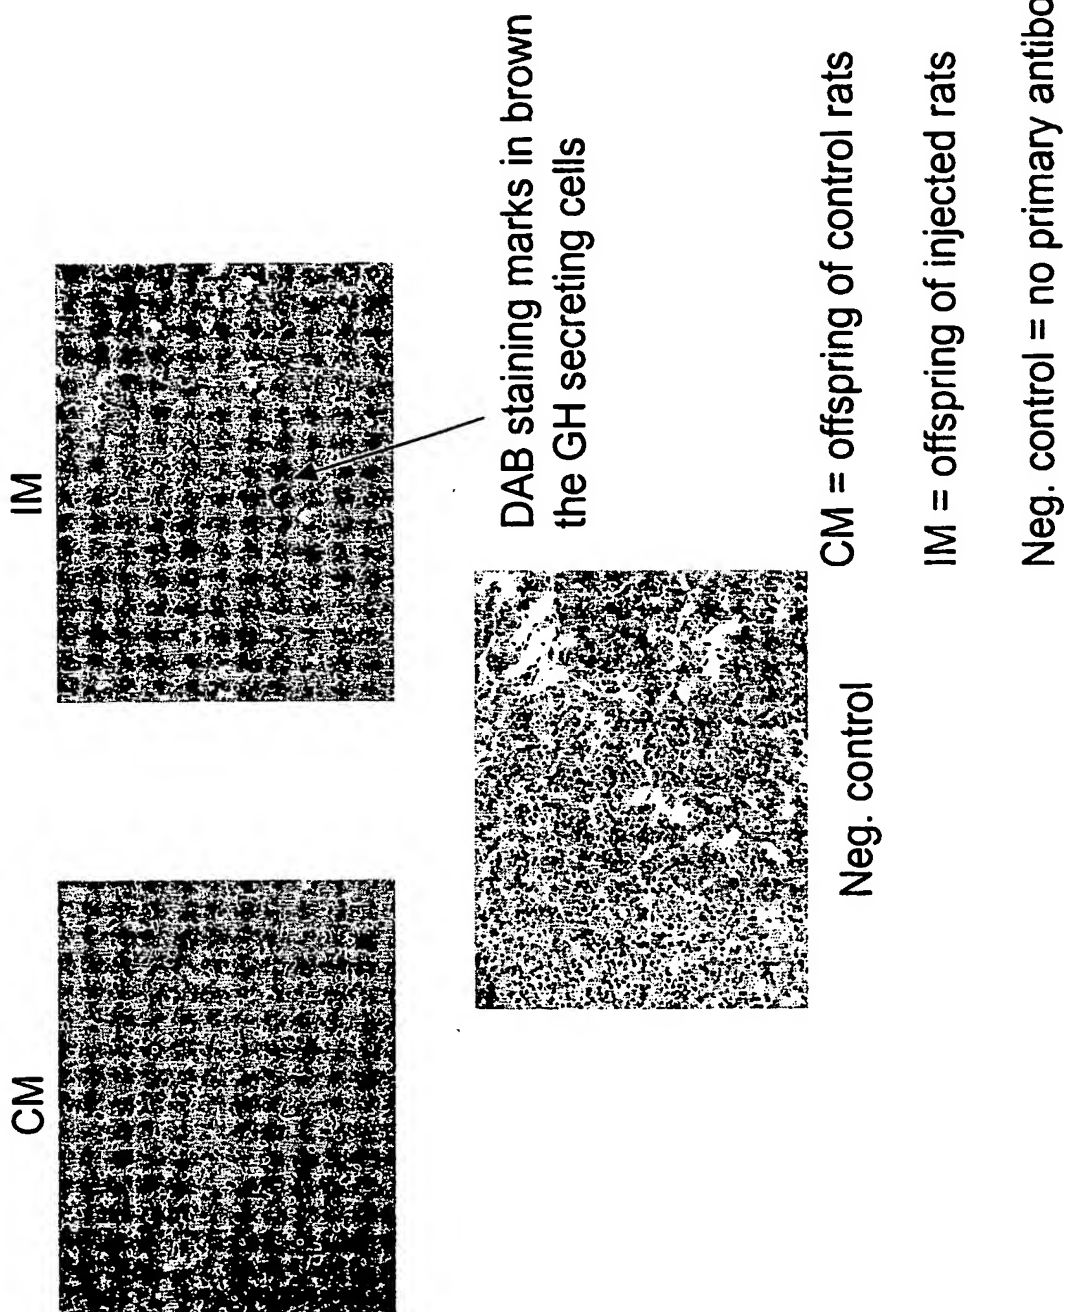 CM
IM
DAB staining marks in brown
the GH secreting cells
Neg. control
CM = offspring of control rats
IM = offspring of injected rats
Neg. control = no primary